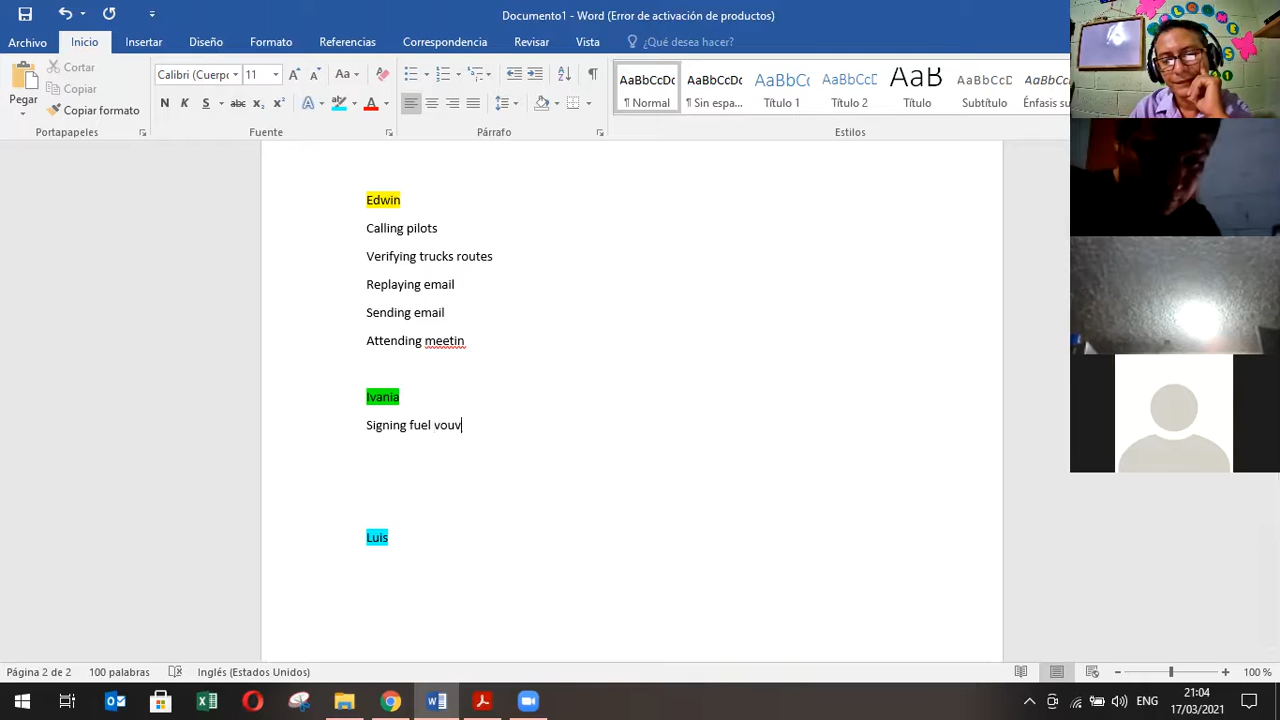 Documento1 - Word (Error de activación de productos)
Archivo Inicio Insertar Diseño Formato Referencias Correspondencia Revisar Vista ¿Qué desea hacer?
Pegar
Cortar
Copiar
Copiar formato
Portapapeles
Calibri (Cuerpo 11
N K S abc x₂ x²
Fuente
Párrafo
AaBbCcDc ¶ Normal
AaBbCcDc ¶ Sin espa...
AaBbCc Título 1
AaBbCcD Título 2
AaB Título
AaBbCcD Subtítulo
AaBbCcDc Énfasis su
Estilos
Edwin
Calling pilots
Verifying trucks routes
Replaying email
Sending email
Attending meetin
Ivania
Signing fuel vouv
Luis
Página 2 de 2 100 palabras Inglés (Estados Unidos) 100 %
ENG
21:04
17/03/2021